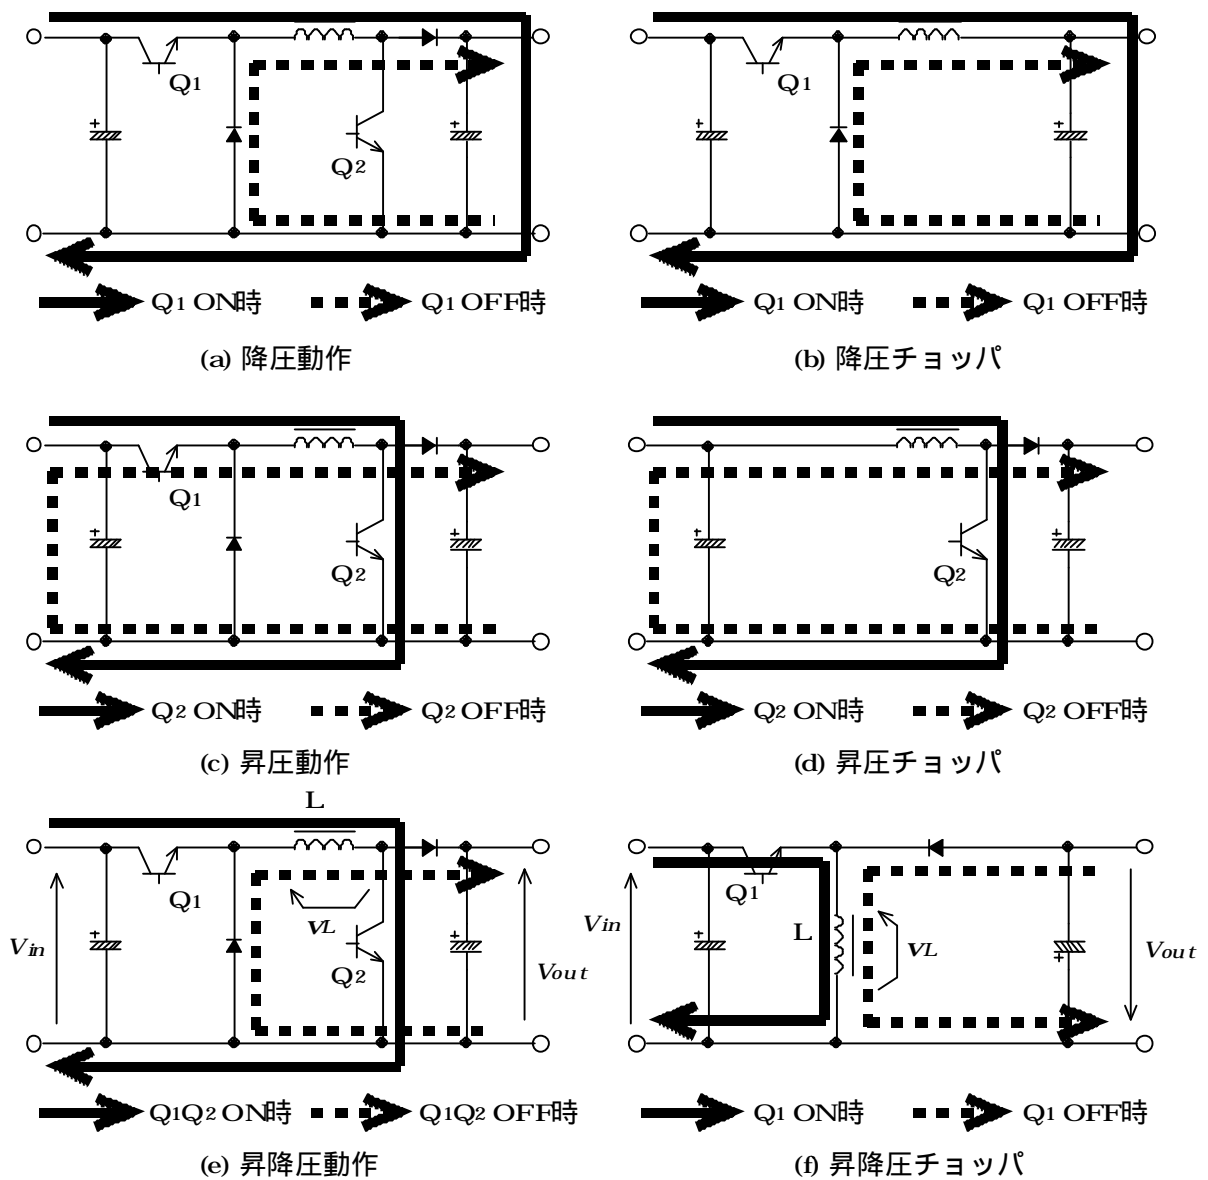 Q1
Q2
Q1 ON時 Q1 OFF時
(a) 降圧動作
Q1
Q1 ON時 Q1 OFF時
(b) 降圧チョッパ
Q1
Q2
Q2 ON時 Q2 OFF時
(c) 昇圧動作
Q2
Q2 ON時 Q2 OFF時
(d) 昇圧チョッパ
L
Q1
Vin
VL
Q2
Vout
Q1Q2 ON時 Q1Q2 OFF時
(e) 昇降圧動作
Q1
Vin
L
VL
Vout
Q1 ON時 Q1 OFF時
(f) 昇降圧チョッパ